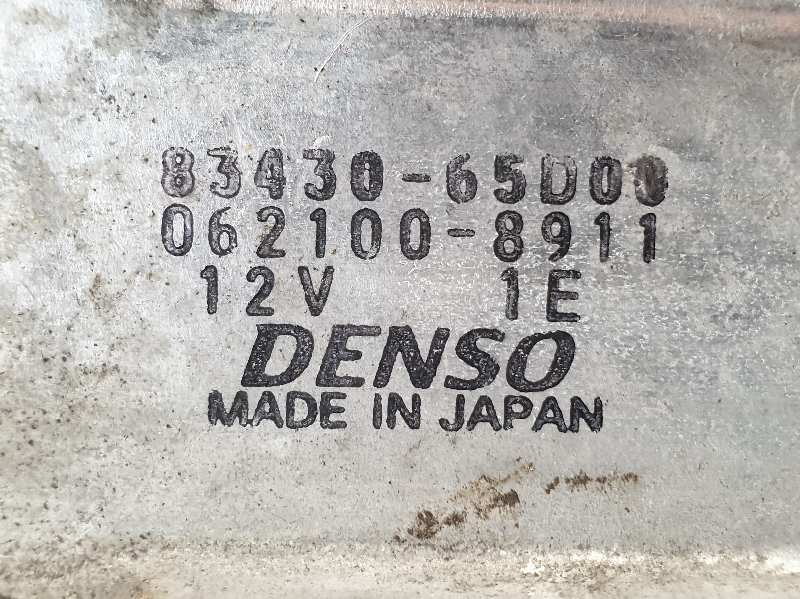 83430-65D00
062100-8911
12V 1E
DENSO
MADE IN JAPAN